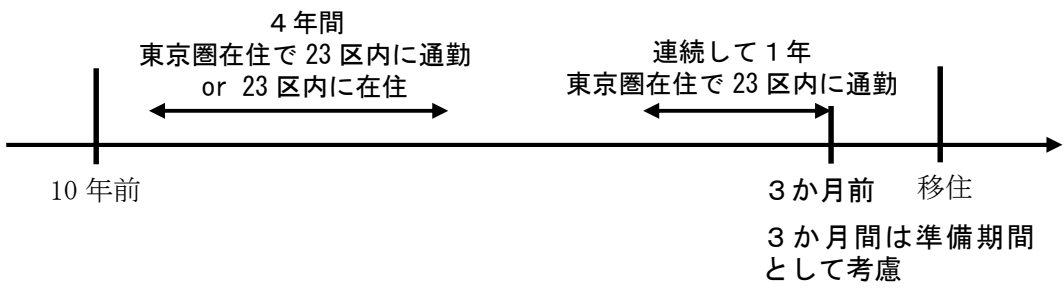 ４年間
東京圏在住で 23 区内に通勤
or 23 区内に在住
連続して１年
東京圏在住で 23 区内に通勤
10 年前
３か月前
移住
３か月間は準備期間
として考慮